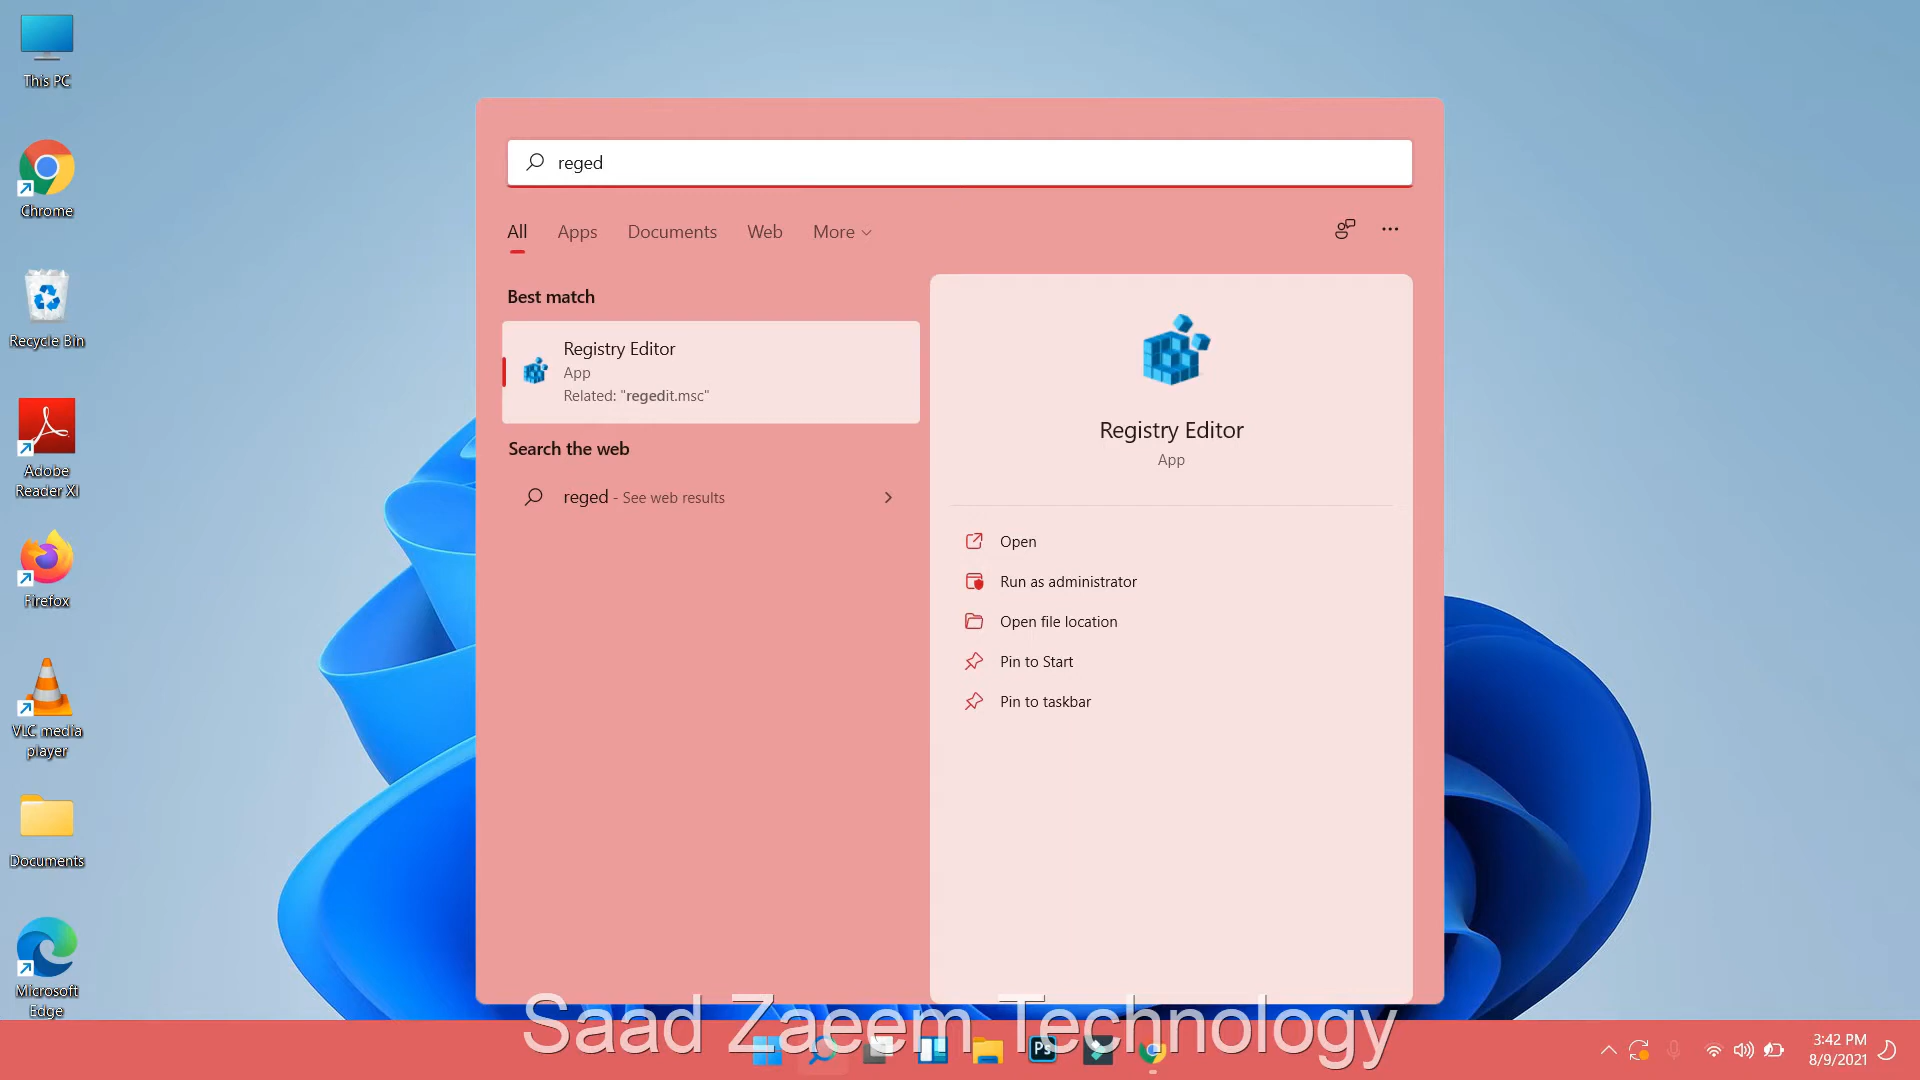 This PC
Chrome
Recycle Bin
Adobe
Reader XI
Firefox
VLC media
player
Documents
Microsoft
Edge
reged
All Apps Documents Web More
Best match
Registry Editor
App
Related: "regedit.msc"
Search the web
reged - See web results
Registry Editor
App
Open
Run as administrator
Open file location
Pin to Start
Pin to taskbar
Saad Zaeem Technology
Ps
3:42 PM
8/9/2021